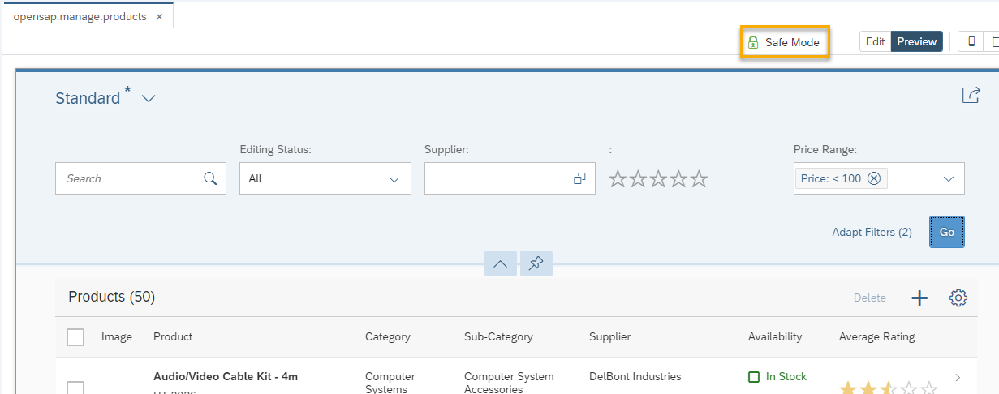 opensap.manage.products ×
Safe Mode
Edit Preview
Standard *
Editing Status: Supplier: : Price Range:
Search All Price: < 100
Adapt Filters (2) Go
Products (50) Delete
Image Product Category Sub-Category Supplier Availability Average Rating
Audio/Video Cable Kit - 4m Computer Computer System DelBont Industries In Stock
Systems Accessories